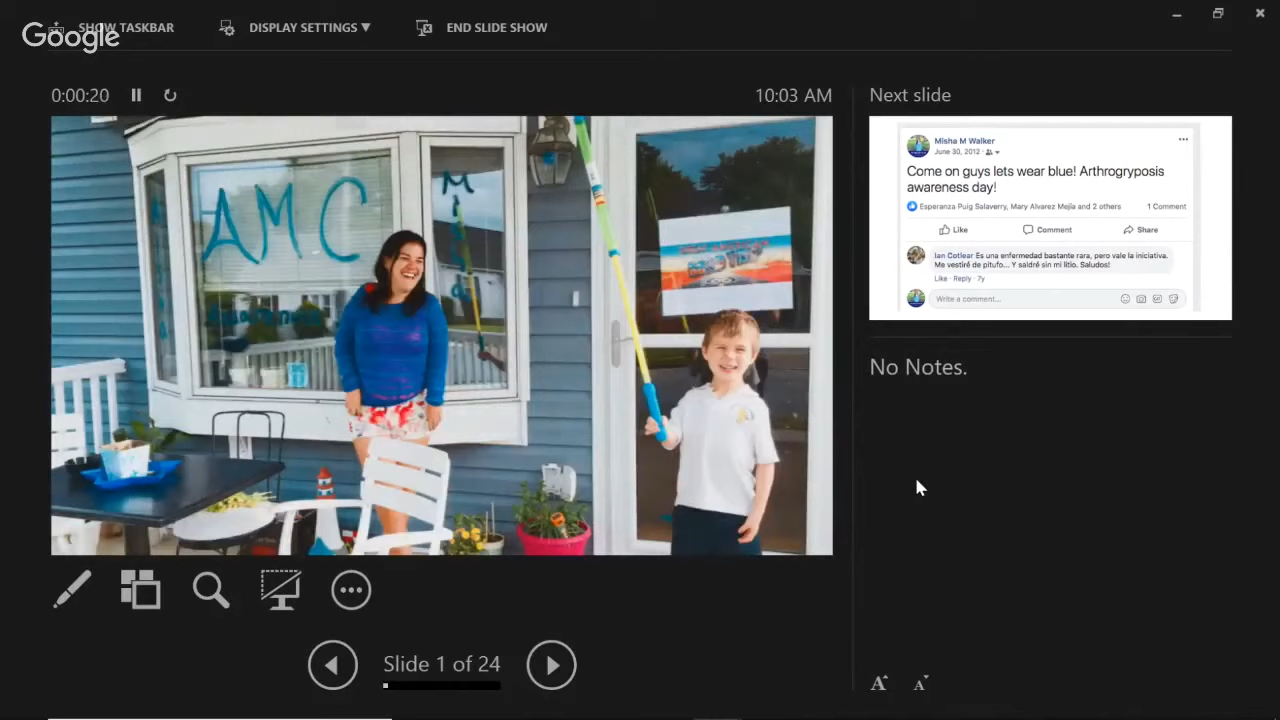 SHOW TASKBAR
DISPLAY SETTINGS ▼
END SLIDE SHOW
Google
0:00:20
10:03 AM
AMC
Next slide
Misha M Walker
June 30, 2012
Come on guys lets wear blue! Arthrogryposis
awareness day!
Esperanza Puig Salaverry, Mary Alvarez Mejia and 2 others
1 Comment
Like
Comment
Share
Ian Cotlear Es una enfermedad bastante rara, pero vale la iniciativa.
Me vestiré de pitufo... Y saldré sin mi litio. Saludos!
Like · Reply · 7y
Write a comment...
GIF
No Notes.
Slide 1 of 24
A
A